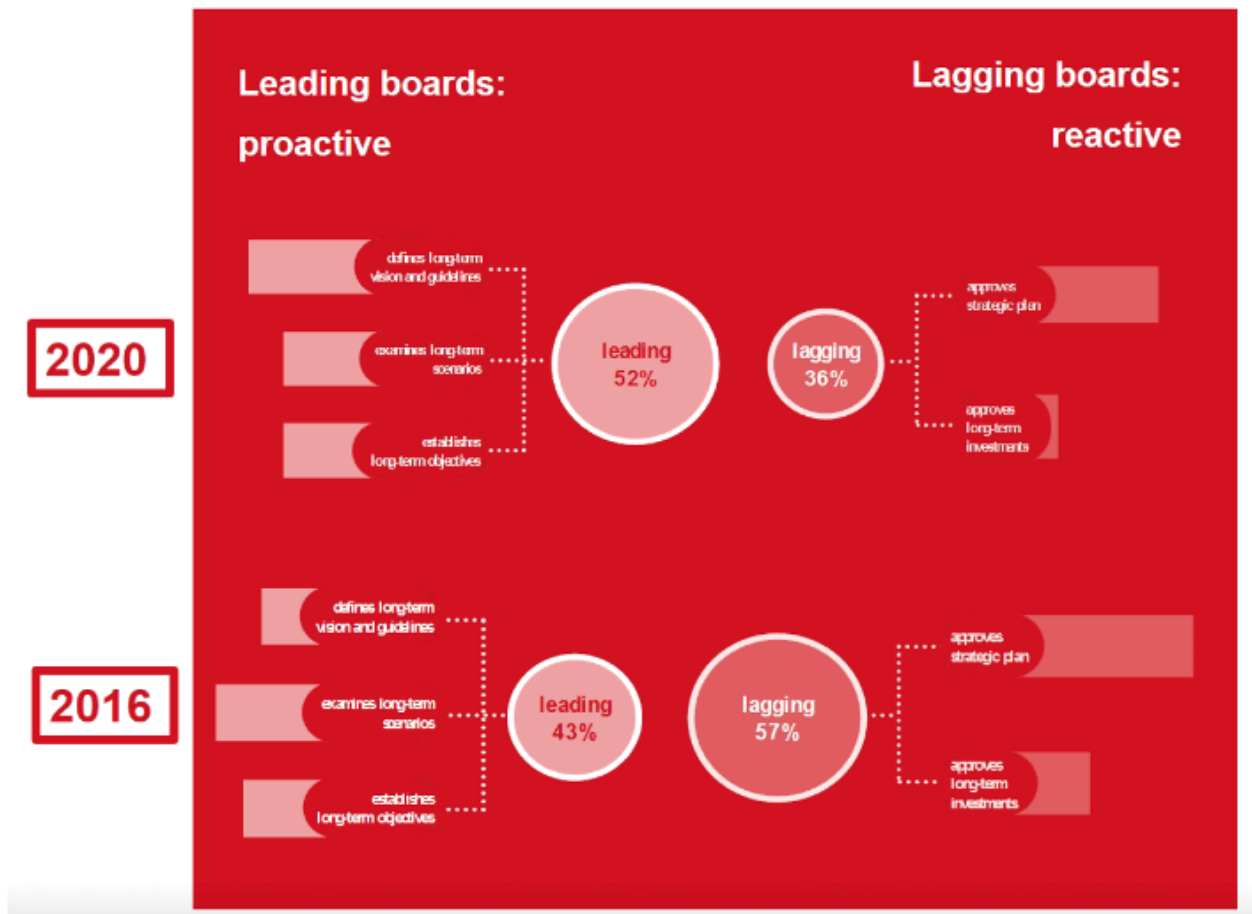 Leading boards:
proactive
Lagging boards:
reactive
2020
defines long-term
vision and guidelines
examines long-term
scenarios
establishes
long-term objectives
leading
52%
lagging
36%
approves
strategic plan
approves
long-term
investments
2016
defines long-term
vision and guidelines
examines long-term
scenarios
establishes
long-term objectives
leading
43%
lagging
57%
approves
strategic plan
approves
long-term
investments